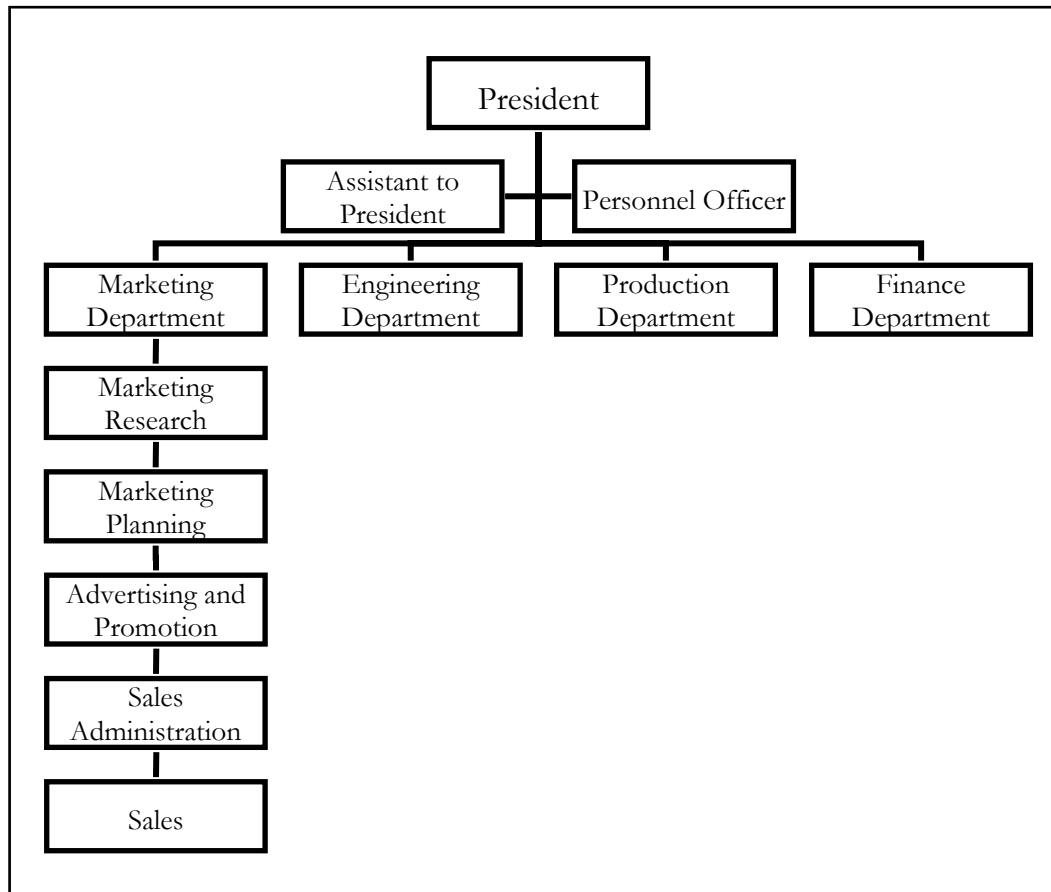 President
Assistant to
President
Personnel Officer
Marketing
Department
Engineering
Department
Production
Department
Finance
Department
Marketing
Research
Marketing
Planning
Advertising and
Promotion
Sales
Administration
Sales